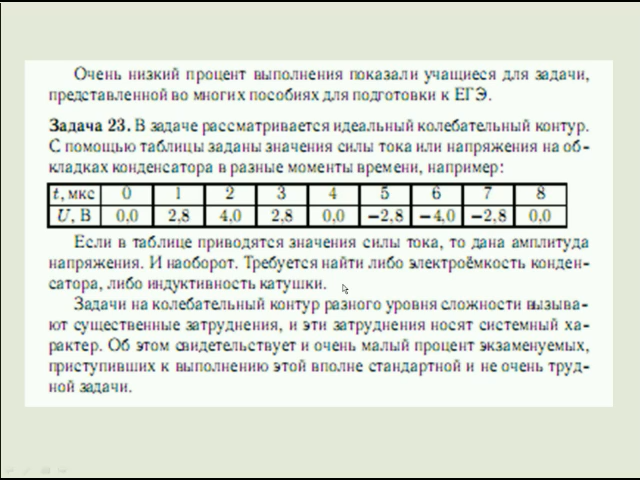 Очень низкий процент выполнения показали учащиеся для задачи,
представленной во многих пособиях для подготовки к ЕГЭ.
Задача 23. В задаче рассматривается идеальный колебательный контур.
С помощью таблицы заданы значения силы тока или напряжения на об-
кладках конденсатора в разные моменты времени, например:
t, мкс 0 1 2 3 4 5 6 7 8
U, В 0,0 2,8 4,0 2,8 0,0 −2,8 −4,0 −2,8 0,0
Если в таблице приводятся значения силы тока, то дана амплитуда
напряжения. И наоборот. Требуется найти либо электроёмкость конден-
сатора, либо индуктивность катушки.
Задачи на колебательный контур разного уровня сложности вызыва-
ют существенные затруднения, и эти затруднения носят системный ха-
рактер. Об этом свидетельствует и очень малый процент экзаменуемых,
приступивших к выполнению этой вполне стандартной и не очень труд-
ной задачи.